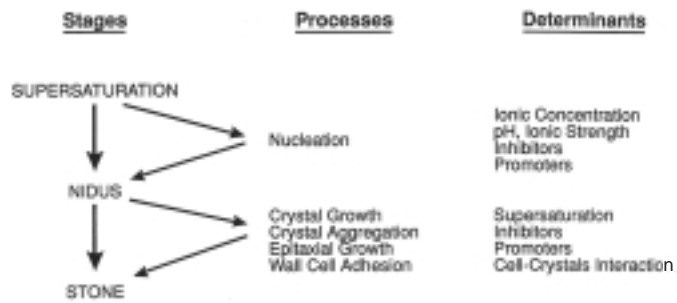 Stages Processes Determinants
SUPERSATURATION
Ionic Concentration
pH, Ionic Strength
Nucleation
Inhibitors
Promoters
NIDUS
Crystal Growth
Crystal Aggregation
Epitaxial Growth
Wall Cell Adhesion
Supersaturation
Inhibitors
Promoters
Cell-Crystals Interaction
STONE